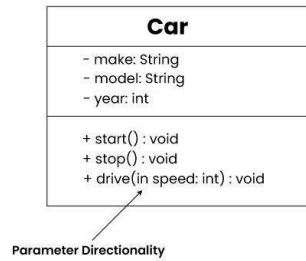 Car
- make: String
- model: String
- year: int
+ start() : void
+ stop() : void
+ drive(in speed: int) : void
Parameter Directionality